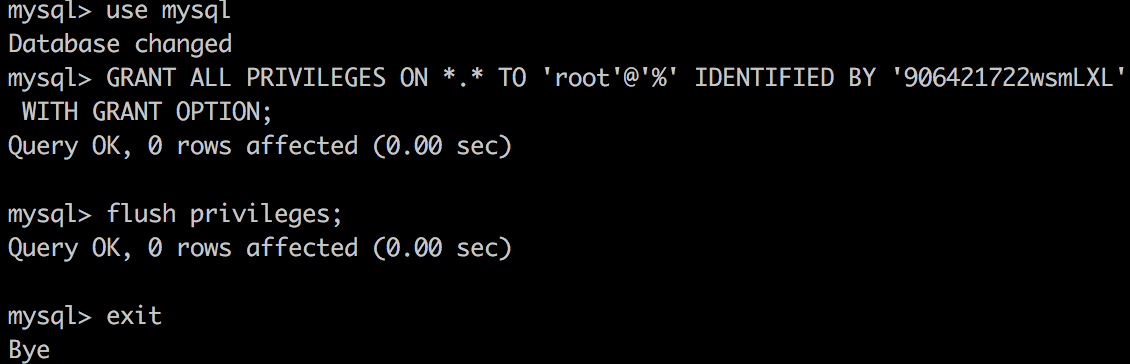 mysql> use mysql
Database changed
mysql> GRANT ALL PRIVILEGES ON *.* TO 'root'@'%' IDENTIFIED BY '906421722wsmLXL'
 WITH GRANT OPTION;
Query OK, 0 rows affected (0.00 sec)
mysql> flush privileges;
Query OK, 0 rows affected (0.00 sec)
mysql> exit
Bye